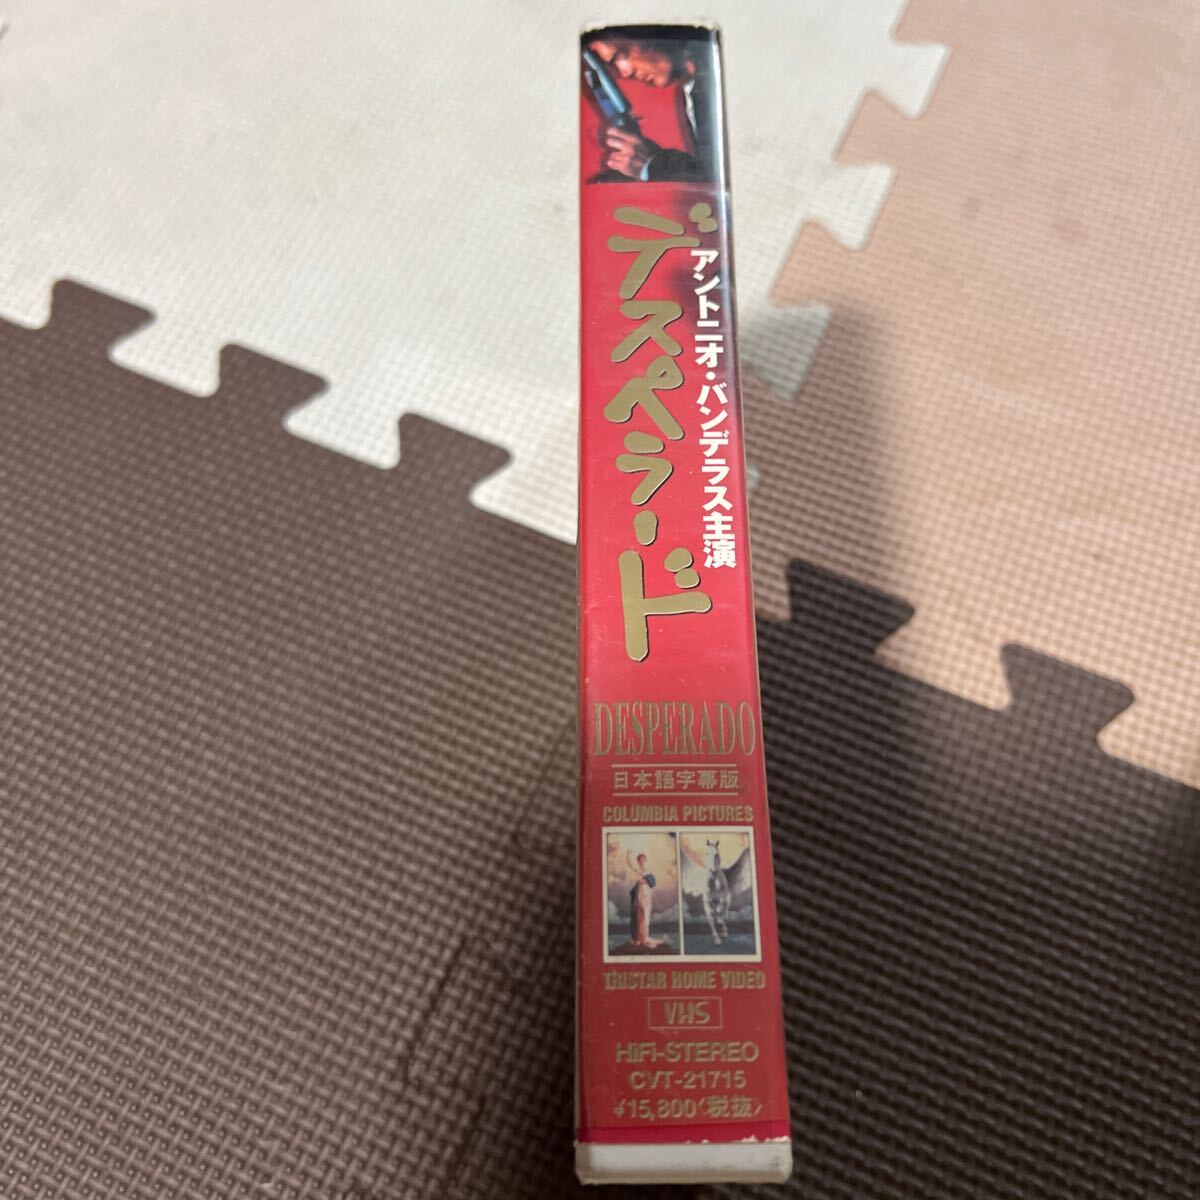 アントニオ・バンデラス主演
デスペラード
DESPERADO
日本語字幕版
COLUMBIA PICTURES
TRISTAR HOME VIDEO
VHS
HiFi-STEREO
CVT-21715
¥15,800〈税抜〉